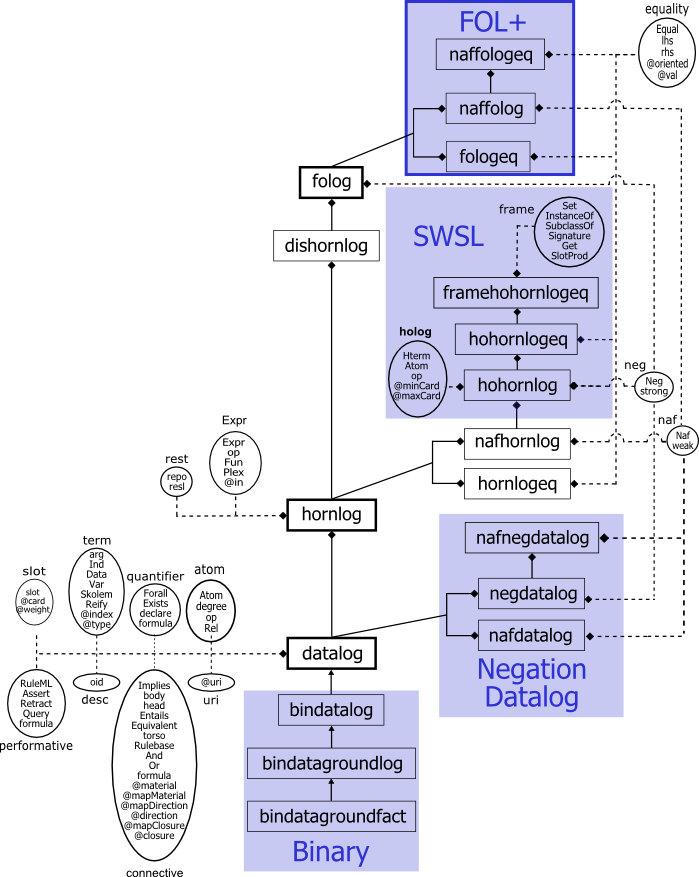 equality
Equal
lhs
rhs
@oriented
@val
FOL+
naffologeq
naffolog
fologeq
folog
dishornlog
SWSL
frame
Set
InstanceOf
SubclassOf
Signature
Get
SlotProd
framehohornlogeq
hohornlogeq
holog
Hterm
Atom
op
@minCard
@maxCard
hohornlog
neg
Neg
strong
naf
Naf
weak
nafhornlog
hornlogeq
Expr
Expr
op
Fun
Plex
@in
rest
repo
resl
hornlog
nafnegdatalog
negdatalog
nafdatalog
Negation
Datalog
slot
slot
@card
@weight
term
arg
Ind
Data
Var
Skolem
Reify
@index
@type
quantifier
Forall
Exists
declare
formula
atom
Atom
degree
op
Rel
datalog
RuleML
Assert
Retract
Query
formula
performative
oid
desc
@uri
uri
Implies
body
head
Entails
Equivalent
torso
Rulebase
And
Or
formula
@material
@mapMaterial
@mapDirection
@direction
@mapClosure
@closure
connective
bindatalog
bindatagroundlog
bindatagroundfact
Binary